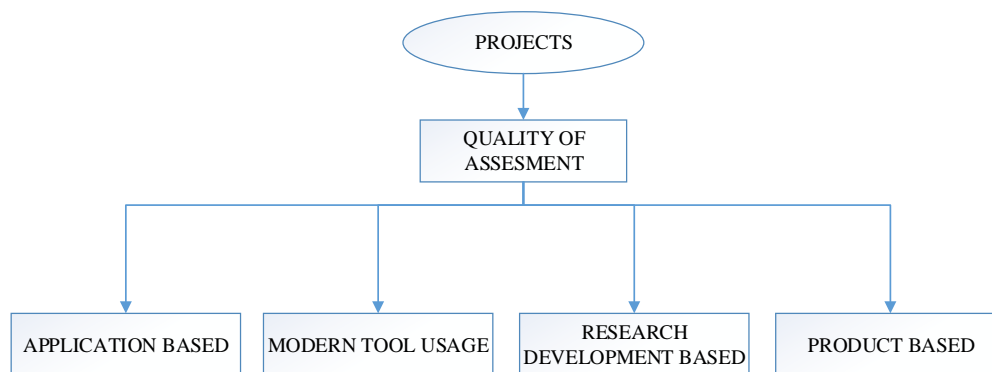 PROJECTS
QUALITY OF
ASSESMENT
APPLICATION BASED
MODERN TOOL USAGE
RESEARCH
DEVELOPMENT BASED
PRODUCT BASED